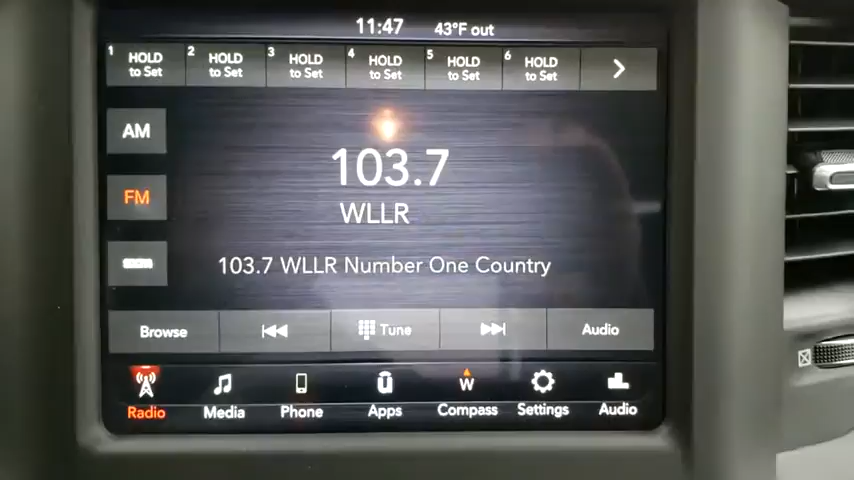 11:47 43°F out
1 HOLD to Set
2 HOLD to Set
3 HOLD to Set
4 HOLD to Set
5 HOLD to Set
6 HOLD to Set
AM
103.7
FM
WLLR
103.7 WLLR Number One Country
Browse
Tune
Audio
Radio
Media
Phone
Apps
W
Compass
Settings
Audio